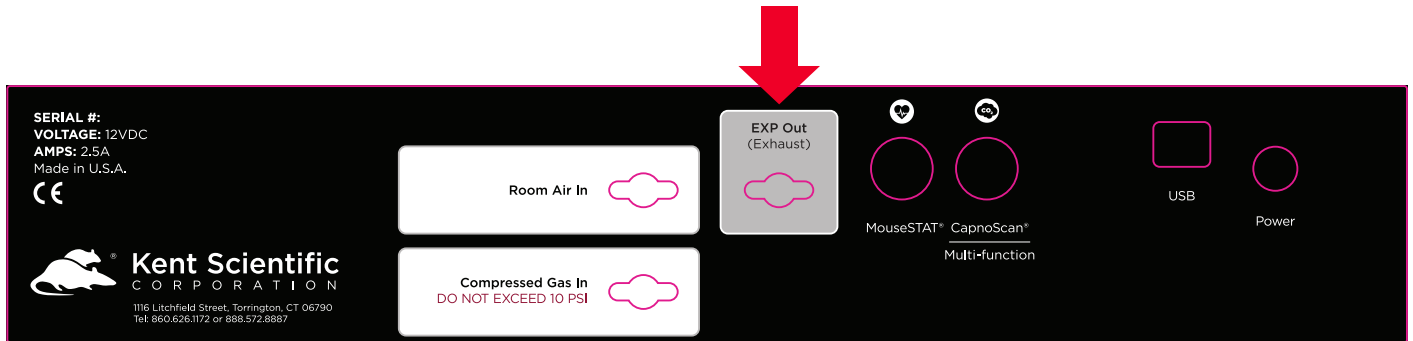 SERIAL #:
VOLTAGE: 12VDC
AMPS: 2.5A
Made in U.S.A.
CE
® Kent Scientific
CORPORATION
1116 Litchfield Street, Torrington, CT 06790
Tel: 860.626.1172 or 888.572.8887
Room Air In
Compressed Gas In
DO NOT EXCEED 10 PSI
EXP Out
(Exhaust)
CO₂
MouseSTAT® CapnoScan®
Multi-function
USB
Power